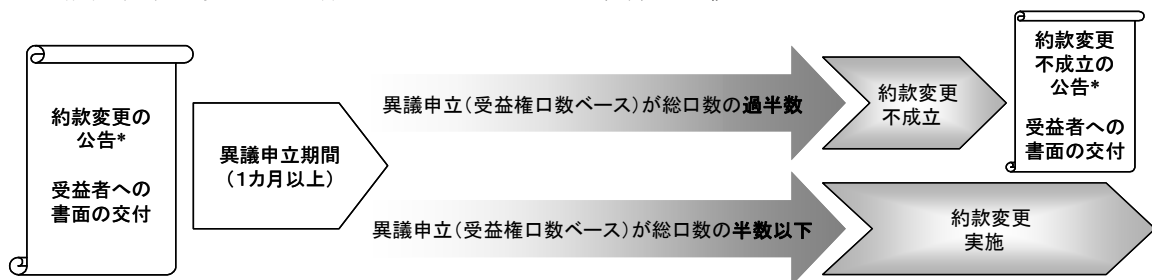 約款変更の
公告*
受益者への
書面の交付
異議申立期間
（1カ月以上）
異議申立（受益権口数ベース）が総口数の過半数
約款変更
不成立
約款変更
不成立の
公告*
受益者への
書面の交付
異議申立（受益権口数ベース）が総口数の半数以下
約款変更
実施